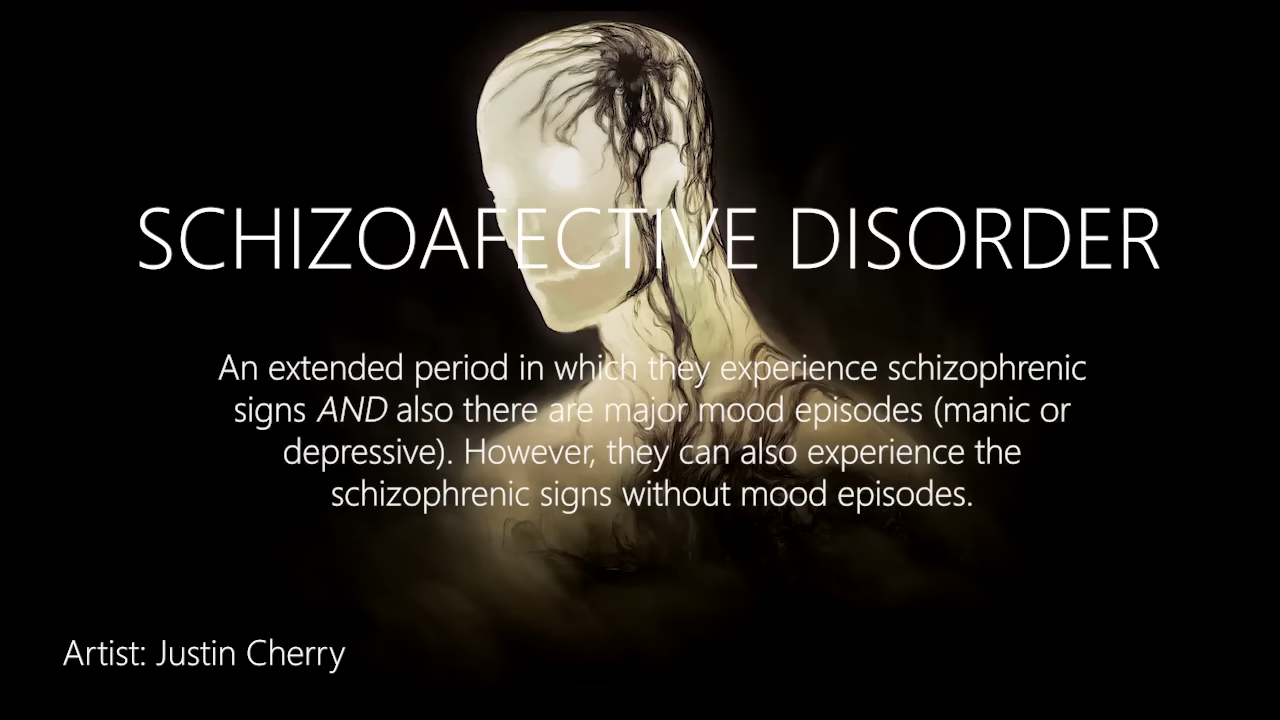 SCHIZOAFECTIVE DISORDER
An extended period in which they experience schizophrenic
signs AND also there are major mood episodes (manic or
depressive). However, they can also experience the
schizophrenic signs without mood episodes.
Artist: Justin Cherry